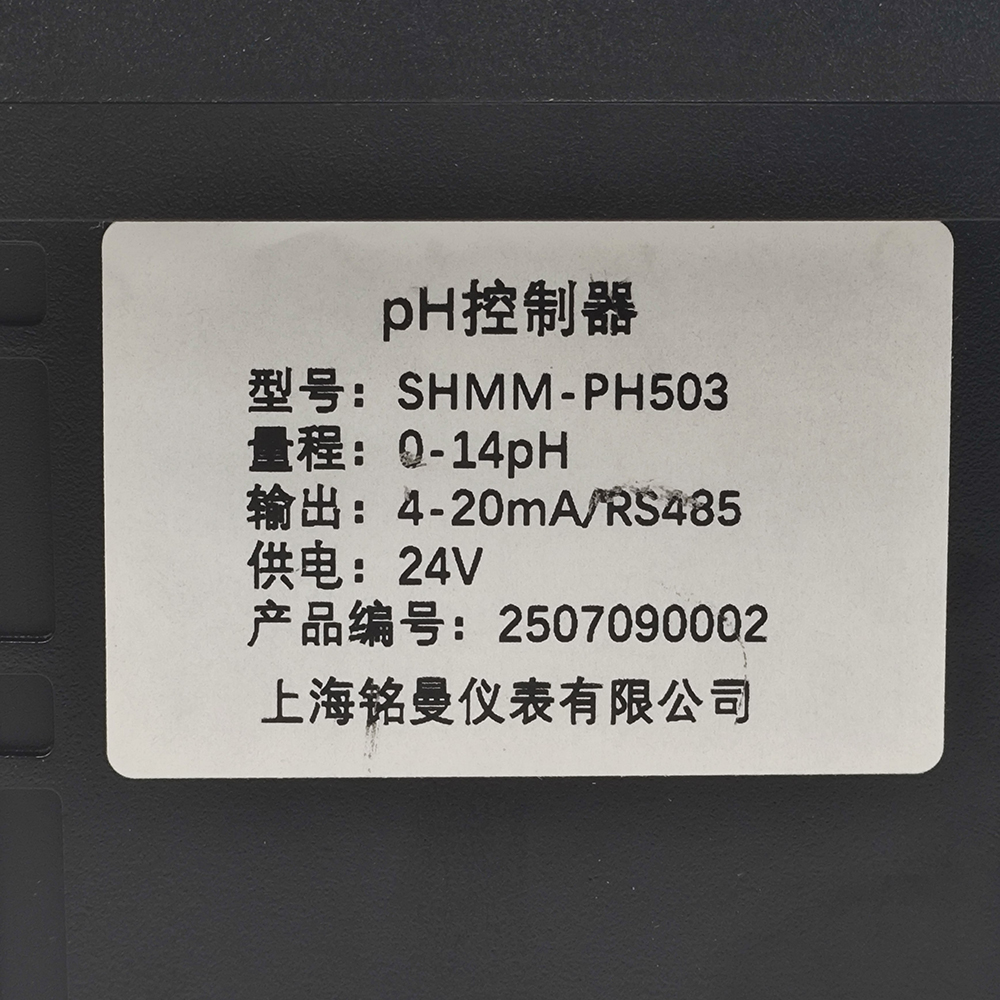 pH控制器
型号：SHMM-PH503
量程：0-14pH
输出：4-20mA/RS485
供电：24V
产品编号：2507090002
上海铭曼仪表有限公司